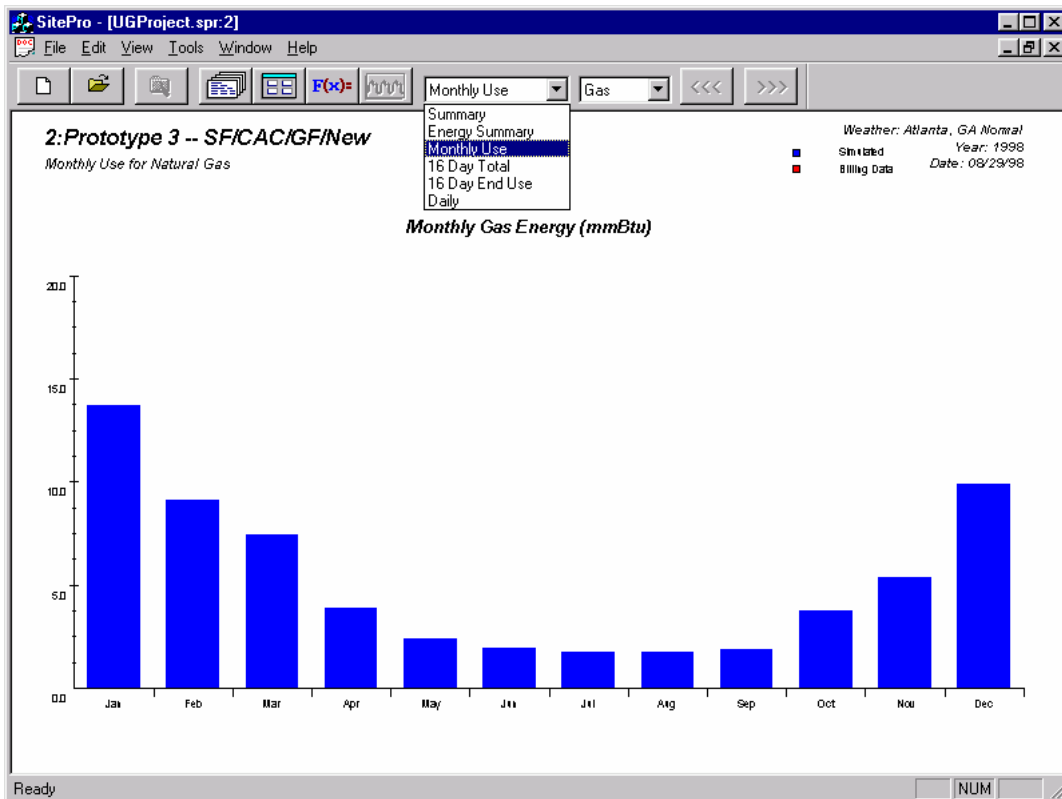 SitePro - [UGProject.spr:2]
File Edit View Tools Window Help
DOC
F(x)=
Monthly Use
Gas
<<<
>>>
Summary
Energy Summary
Monthly Use
16 Day Total
16 Day End Use
Daily
2:Prototype 3 -- SF/CAC/GF/New
Monthly Use for Natural Gas
Weather: Atlanta, GA Normal
Simulated
Year: 1998
Billing Data
Date: 08/29/98
Monthly Gas Energy (mmBtu)
20.0
15.0
10.0
5.0
0.0
Jan Feb Mar Apr May Jun Jul Aug Sep Oct Nov Dec
Ready
NUM